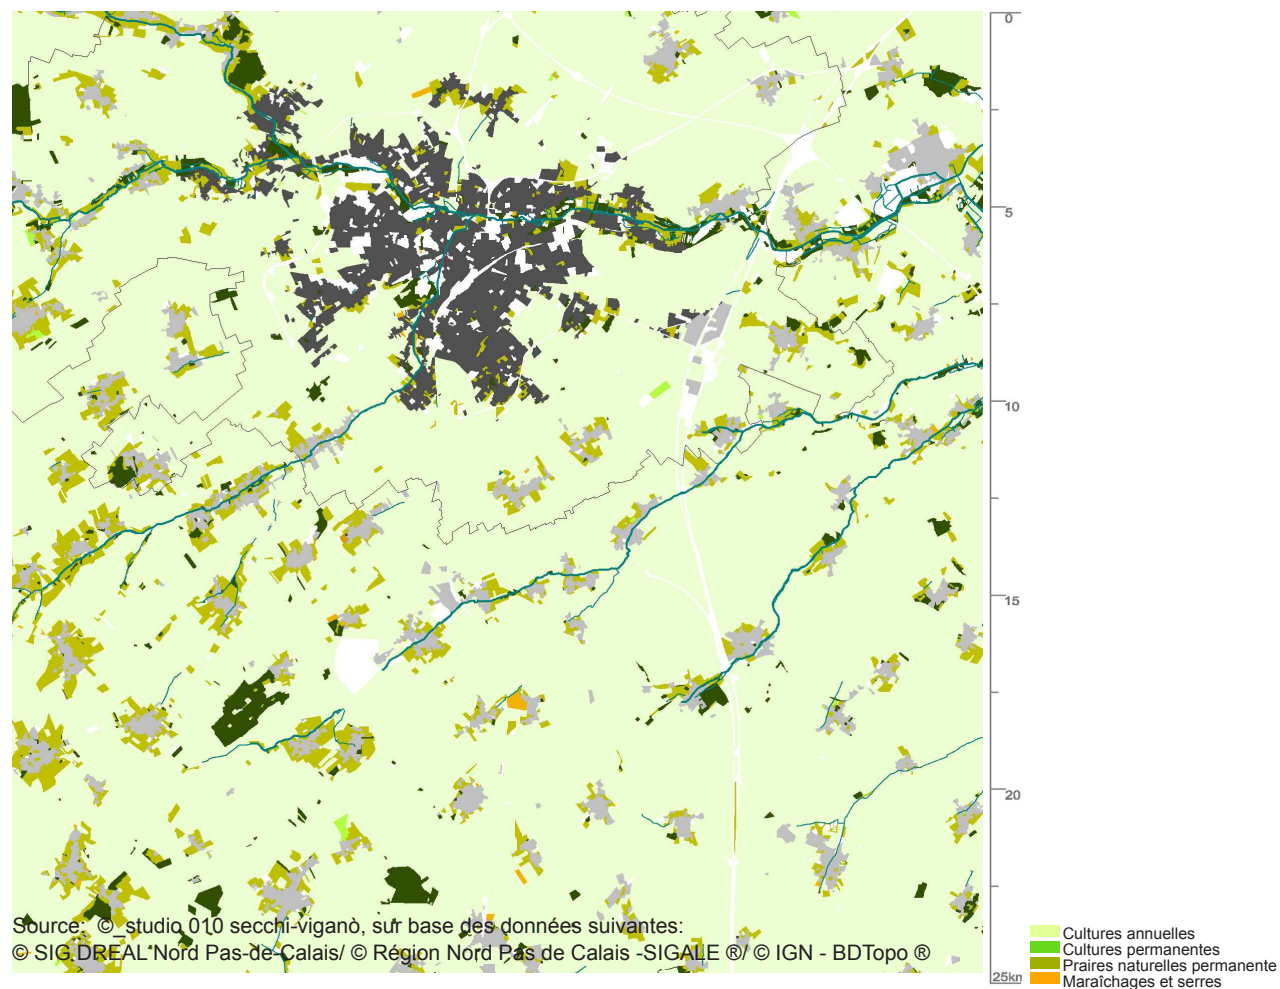 0
5
10
15
20
25km
Source: © studio 010 secchi-viganò, sur base des données suivantes:
© SIG DREAL Nord Pas-de-Calais/ © Région Nord Pas de Calais -SIGALE ®/ © IGN - BDTopo ®
Cultures annuelles
Cultures permanentes
Praires naturelles permanente
Maraîchages et serres